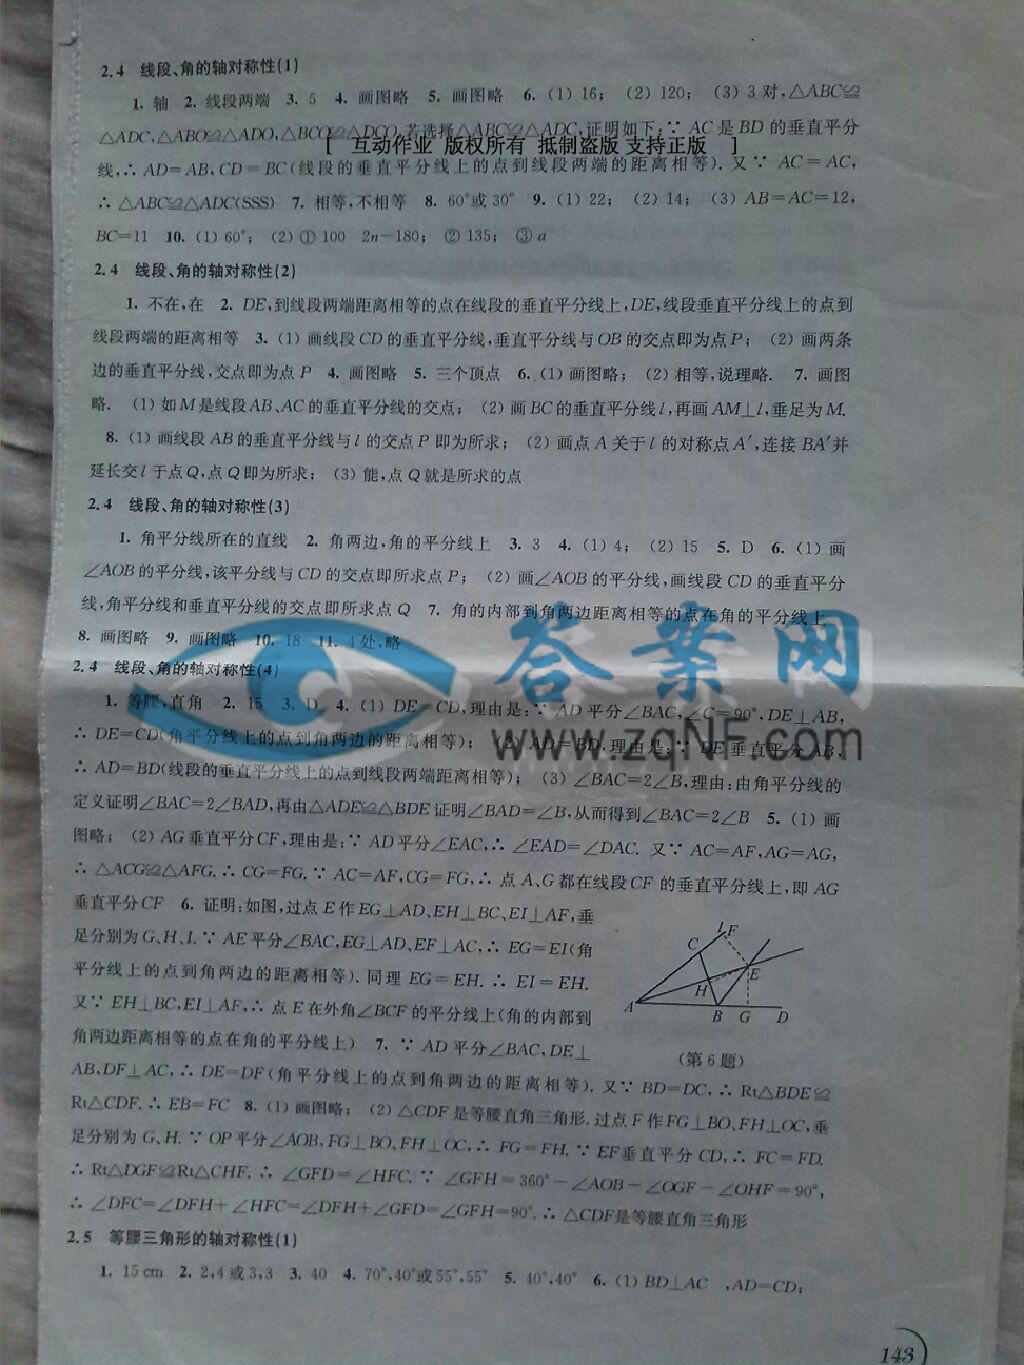 2.4 线段、角的轴对称性(1)
1. 轴 2. 线段两端 3. 5 4. 画图略 5. 画图略 6. (1) 16; (2) 120; (3) 3 对,△ABC≌
△ADC,△ABO≌△ADO,△BCO≌△DCO,若选择△ABC≌△ADC,证明如下:∵ AC 是 BD 的垂直平分
[ 互动作业 版权所有 抵制盗版 支持正版 ]
线,∴ AD=AB,CD=BC(线段的垂直平分线上的点到线段两端的距离相等). 又∵ AC=AC,
∴ △ABC≌△ADC(SSS) 7. 相等,不相等 8. 60°或30° 9. (1) 22; (2) 14; (3) AB=AC=12,
BC=11 10. (1) 60°; (2) ① 100 2n-180; ② 135; ③ a
2.4 线段、角的轴对称性(2)
1. 不在,在 2. DE,到线段两端距离相等的点在线段的垂直平分线上,DE,线段垂直平分线上的点到
线段两端的距离相等 3. (1) 画线段CD的垂直平分线,垂直平分线与OB的交点即为点P; (2) 画两条
边的垂直平分线,交点即为点P 4. 画图略 5. 三个顶点 6. (1) 画图略; (2) 相等,说理略. 7. 画图
略. (1) 如M是线段AB、AC的垂直平分线的交点; (2) 画BC的垂直平分线l,再画AM⊥l,垂足为M.
8. (1) 画线段 AB 的垂直平分线与 l 的交点 P 即为所求; (2) 画点 A 关于 l 的对称点 A′,连接 BA′并
延长交 l 于点 Q,点 Q 即为所求; (3) 能,点 Q 就是所求的点
2.4 线段、角的轴对称性(3)
1. 角平分线所在的直线 2. 角两边,角的平分线上 3. 3 4. (1) 4; (2) 15 5. D 6. (1) 画
∠AOB的平分线,该平分线与CD的交点即所求点P; (2) 画∠AOB的平分线,画线段CD的垂直平分
线,角平分线和垂直平分线的交点即所求点Q 7. 角的内部到角两边距离相等的点在角的平分线上
8. 画图略 9. 画图略 10. 18 11. 4处,略
答案网
2.4 线段、角的轴对称性(4)
1. 等腰,直角 2. 15 3. D 4. (1) DE=CD,理由是:∵ AD平分∠BAC,∠C=90°,DE⊥AB,
∴ DE=CD(角平分线上的点到角两边的距离相等); (2) AD=BD,理由是:∵ DE垂直平分AB,
www.zqNF.com
∴ AD=BD(线段的垂直平分线上的点到线段两端距离相等); (3) ∠BAC=2∠B,理由:由角平分线的
定义证明∠BAC=2∠BAD,再由△ADE≌△BDE证明∠BAD=∠B,从而得到∠BAC=2∠B 5. (1) 画
图略; (2) AG垂直平分CF,理由是:∵ AD平分∠EAC,∴ ∠EAD=∠DAC. 又∵ AC=AF,AG=AG,
∴ △ACG≌△AFG. ∴ CG=FG. ∵ AC=AF,CG=FG,∴ 点A、G都在线段CF 的垂直平分线上,即 AG
垂直平分CF 6. 证明:如图,过点 E 作 EG⊥AD、EH⊥BC、EI⊥AF,垂
足分别为G、H、I. ∵ AE平分∠BAC,EG⊥AD、EF⊥AC,∴ EG=EI(角
平分线上的点到角的两边的距离相等). 同理 EG=EH. ∴ EI=EH.
又∵ EH⊥BC,EI⊥AF,∴ 点 E 在外角∠BCF 的平分线上(角的内部到
角两边距离相等的点在角的平分线上) 7. ∵ AD 平分∠BAC,DE⊥
I F
C
E
H
A
B G D
(第 6 题)
AB,DF⊥AC,∴ DE=DF(角平分线上的点到角两边的距离相等). 又∵ BD=DC,∴ Rt△BDE≌
Rt△CDF. ∴ EB=FC 8. (1) 画图略; (2) △CDF 是等腰直角三角形. 过点 F 作 FG⊥BO、FH⊥OC,垂
足分别为 G、H. ∵ OP平分∠AOB, FG⊥BO、FH⊥OC,∴ FG=FH. ∵ EF垂直平分 CD,∴ FC=FD.
∴ Rt△DGF≌Rt△CHF. ∴ ∠GFD=∠HFC. ∵ ∠GFH=360°-∠AOB-∠OGF-∠OHF=90°,
∴ ∠DFC=∠DFH+∠HFC=∠DFH+∠GFD=∠GFH=90°. ∴ △CDF是等腰直角三角形
2.5 等腰三角形的轴对称性(1)
1. 15 cm 2. 2,4 或 3,3 3. 40 4. 70°,40°或55°,55° 5. 40°,40° 6. (1) BD⊥AC ,AD=CD;
143